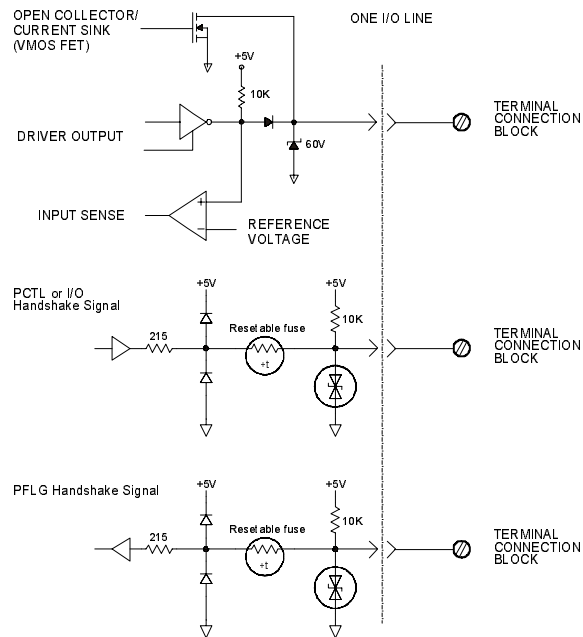 OPEN COLLECTOR/
CURRENT SINK
(VMOS FET)
ONE I/O LINE
+5V
10K
TERMINAL
CONNECTION
BLOCK
DRIVER OUTPUT
60V
INPUT SENSE
+
−
REFERENCE
VOLTAGE
PCTL or I/O
Handshake Signal
+5V
+5V
215
Resetable fuse
10K
+t
TERMINAL
CONNECTION
BLOCK
PFLG Handshake Signal
+5V
+5V
215
Resetable fuse
10K
+t
TERMINAL
CONNECTION
BLOCK